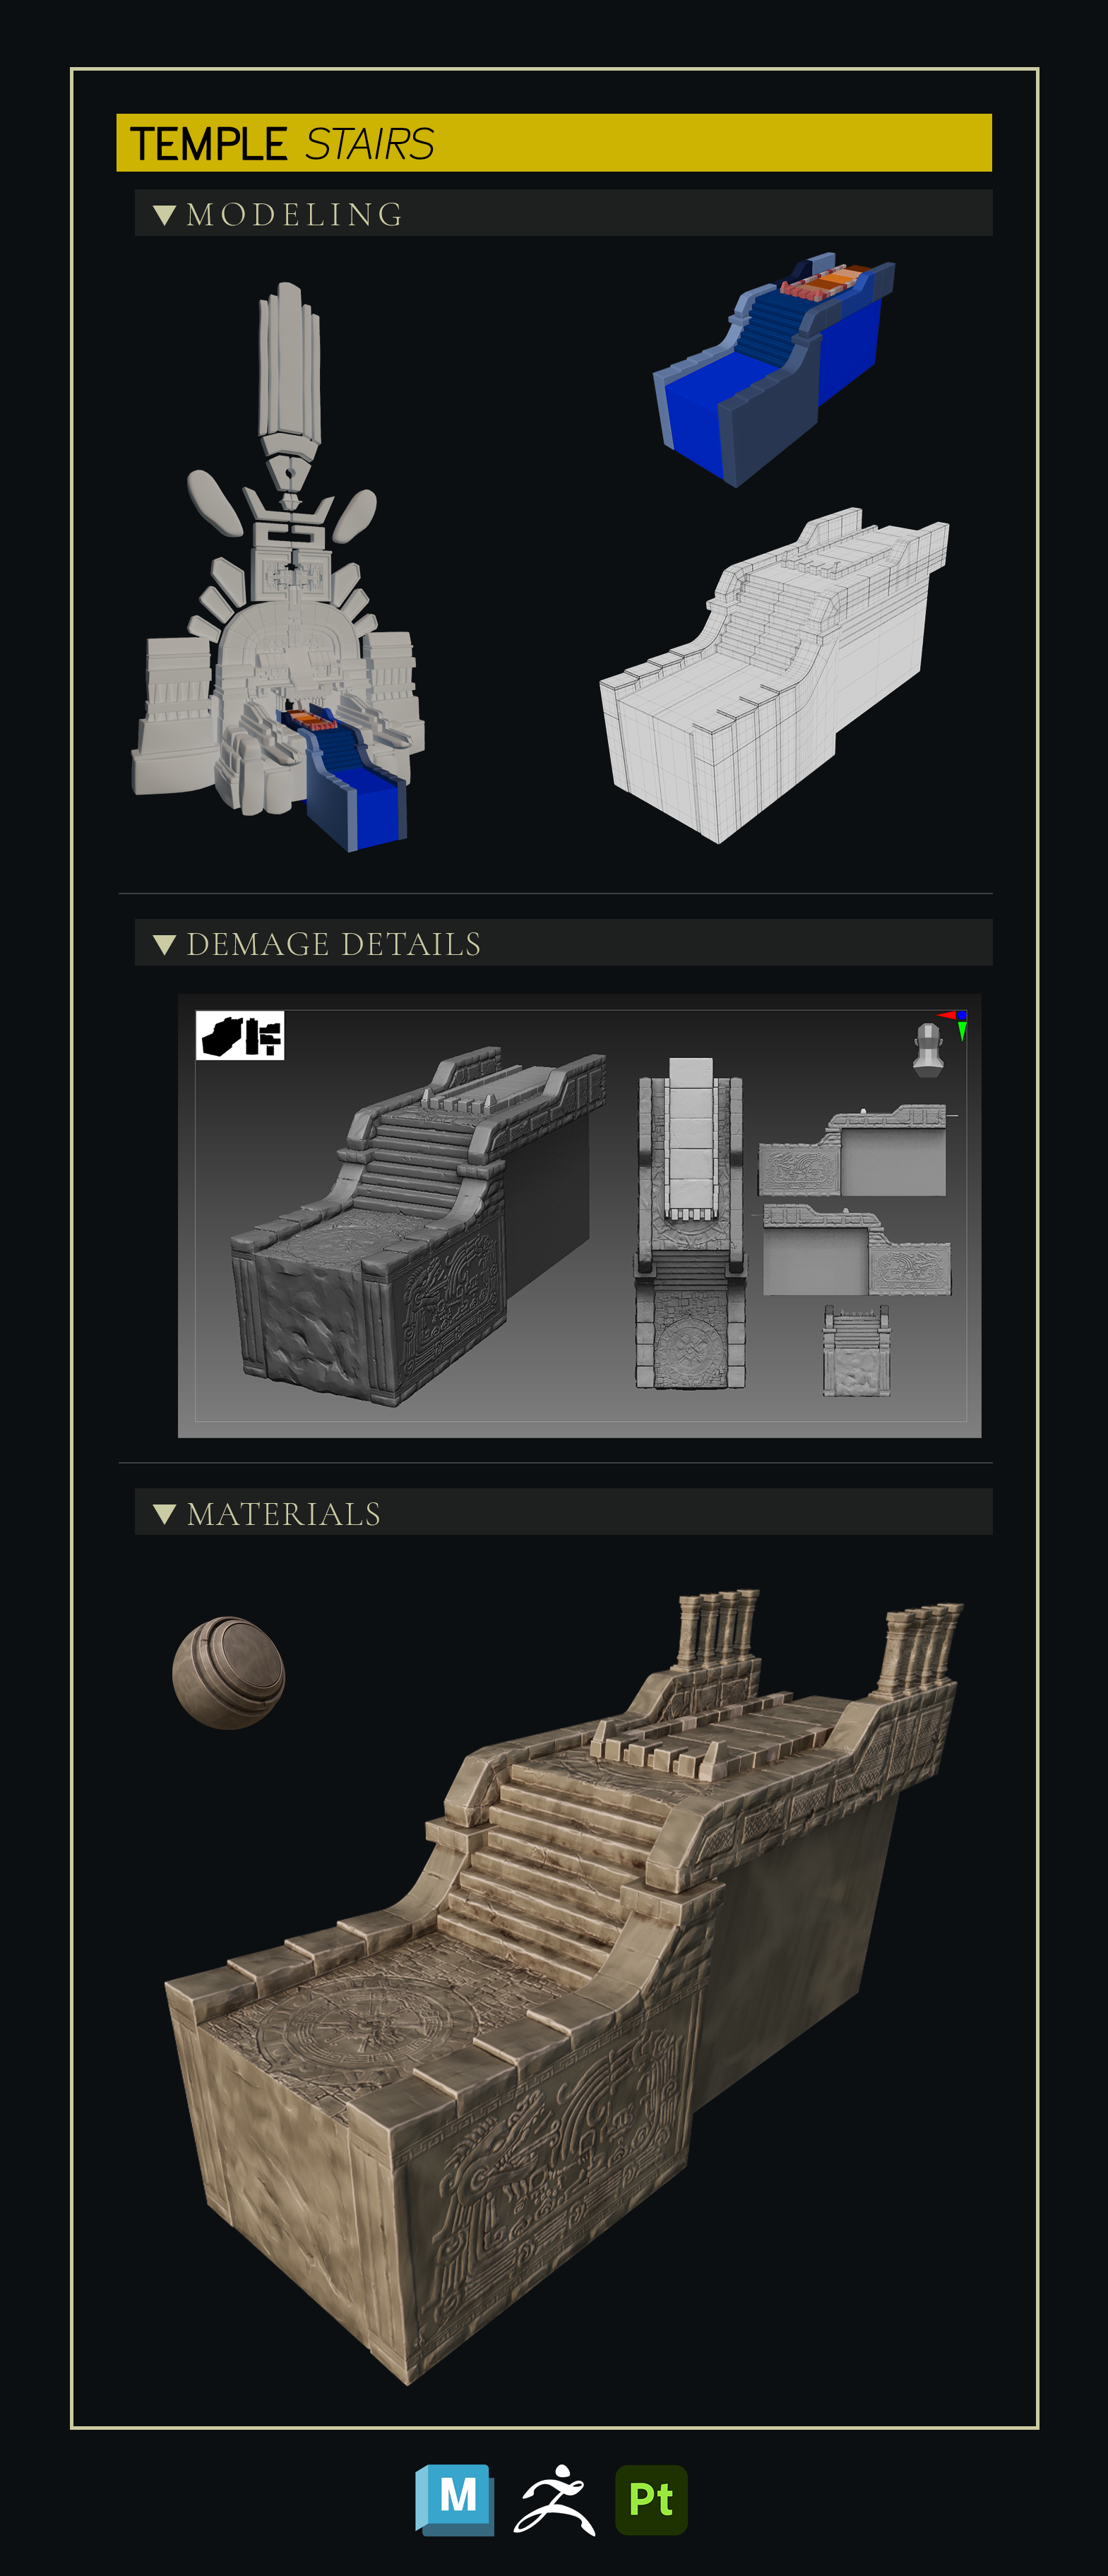 TEMPLE STAIRS
MODELING
DEMAGE DETAILS
MATERIALS
M
Pt